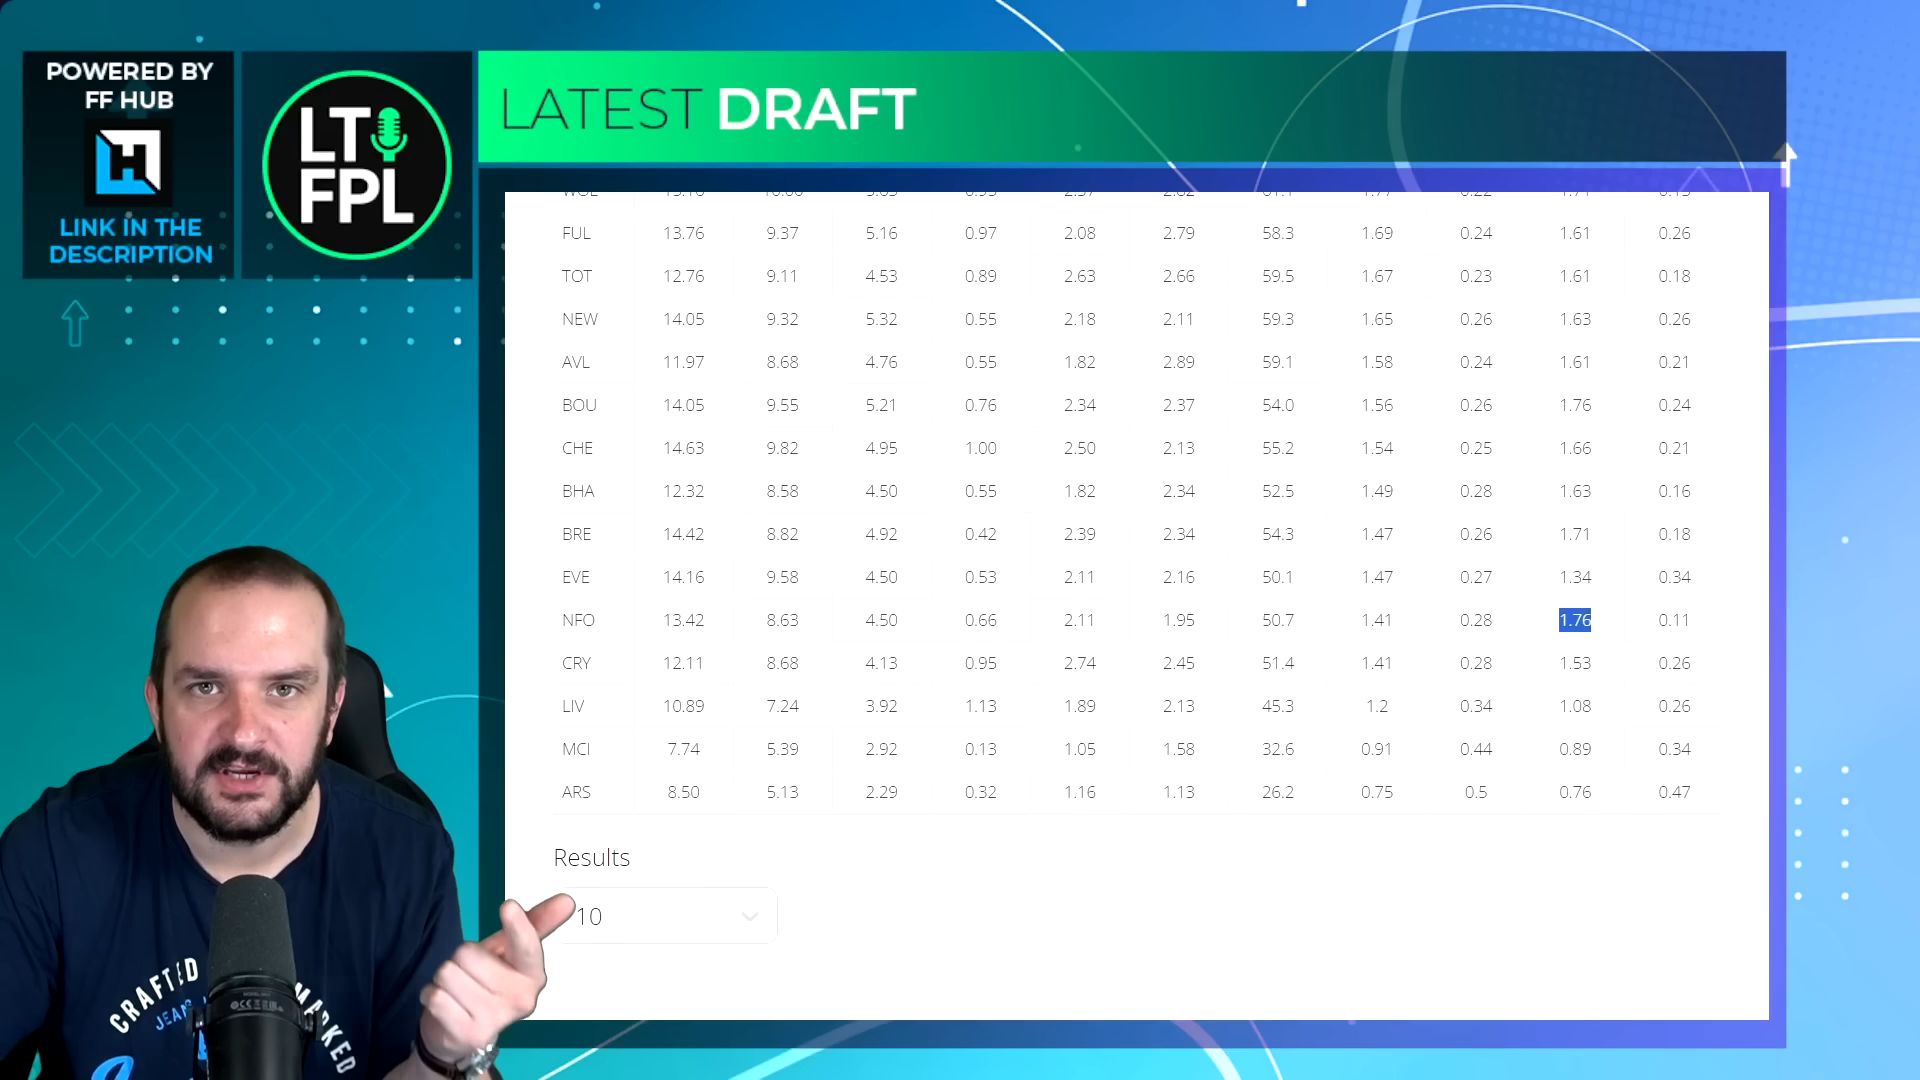 POWERED BY
FF HUB
LINK IN THE
DESCRIPTION
LT
FPL
LATEST DRAFT
FUL 13.76 9.37 5.16 0.97 2.08 2.79 58.3 1.69 0.24 1.61 0.26
TOT 12.76 9.11 4.53 0.89 2.63 2.66 59.5 1.67 0.23 1.61 0.18
NEW 14.05 9.32 5.32 0.55 2.18 2.11 59.3 1.65 0.26 1.63 0.26
AVL 11.97 8.68 4.76 0.55 1.82 2.89 59.1 1.58 0.24 1.61 0.21
BOU 14.05 9.55 5.21 0.76 2.34 2.37 54.0 1.56 0.26 1.76 0.24
CHE 14.63 9.82 4.95 1.00 2.50 2.13 55.2 1.54 0.25 1.66 0.21
BHA 12.32 8.58 4.50 0.55 1.82 2.34 52.5 1.49 0.28 1.63 0.16
BRE 14.42 8.82 4.92 0.42 2.39 2.34 54.3 1.47 0.26 1.71 0.18
EVE 14.16 9.58 4.50 0.53 2.11 2.16 50.1 1.47 0.27 1.34 0.34
NFO 13.42 8.63 4.50 0.66 2.11 1.95 50.7 1.41 0.28 1.76 0.11
CRY 12.11 8.68 4.13 0.95 2.74 2.45 51.4 1.41 0.28 1.53 0.26
LIV 10.89 7.24 3.92 1.13 1.89 2.13 45.3 1.2 0.34 1.08 0.26
MCI 7.74 5.39 2.92 0.13 1.05 1.58 32.6 0.91 0.44 0.89 0.34
ARS 8.50 5.13 2.29 0.32 1.16 1.13 26.2 0.75 0.5 0.76 0.47
Results
10
CRAFTED